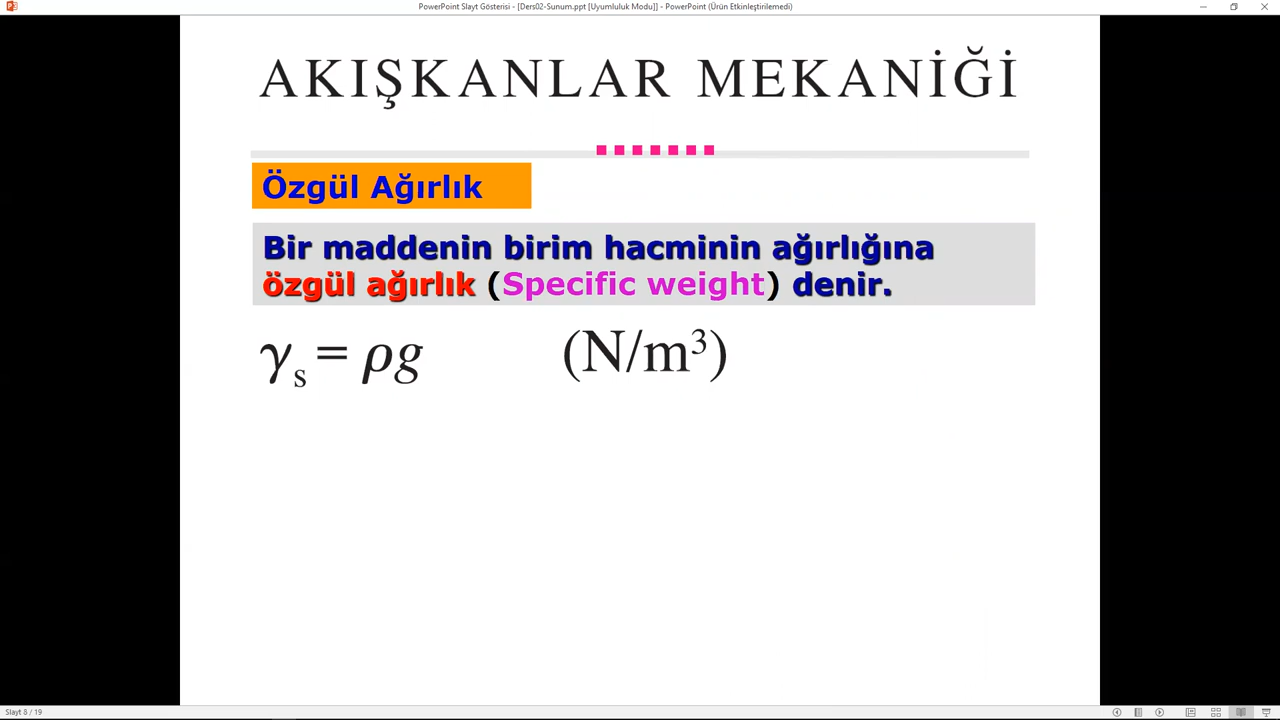 PowerPoint Slayt Gösterisi - [Ders02-Sunum.ppt [Uyumluluk Modu]] - PowerPoint (Ürün Etkinleştirilemedi)
AKIŞKANLAR MEKANİĞİ
Özgül Ağırlık
Bir maddenin birim hacminin ağırlığına
özgül ağırlık (Specific weight) denir.
γs = ρg (N/m³)
Slayt 8 / 19